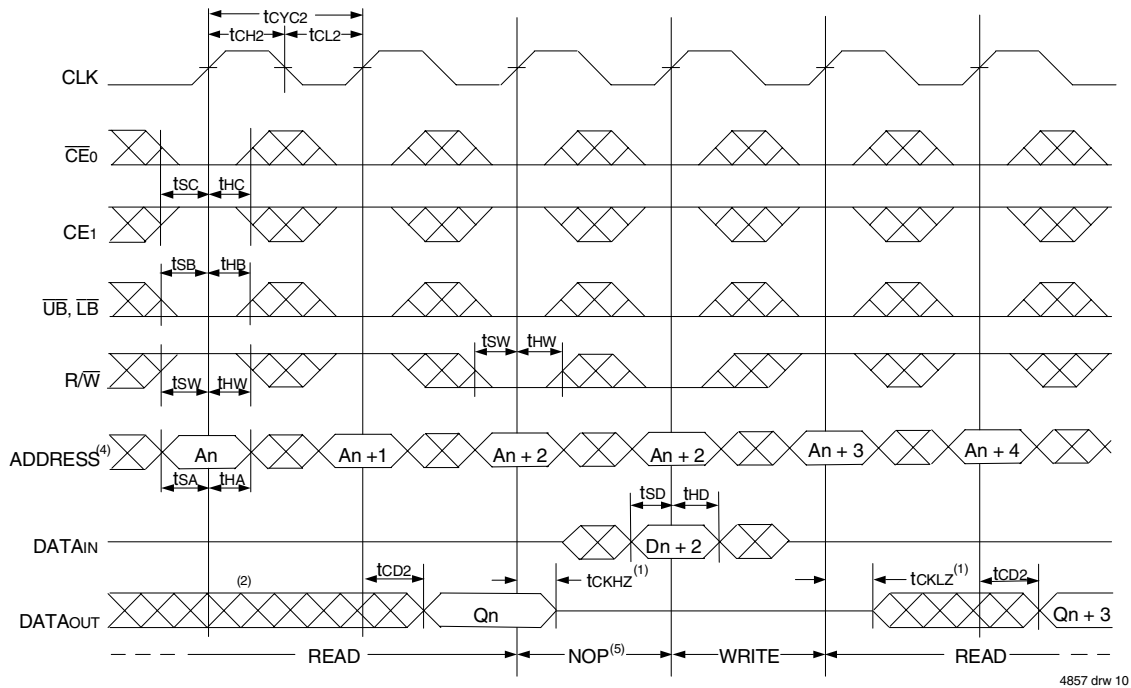 tCYC2
tCH2 tCL2
CLK
CE0
tSC tHC
CE1
tSB tHB
UB, LB
tSW tHW
R/W
tSW tHW
ADDRESS(4) An An +1 An + 2 An + 2 An + 3 An + 4
tSA tHA
tSD tHD
DATAIN Dn + 2
(2) tCD2 tCKHZ(1) tCKLZ(1) tCD2
DATAOUT Qn Qn + 3
READ NOP(5) WRITE READ
4857 drw 10